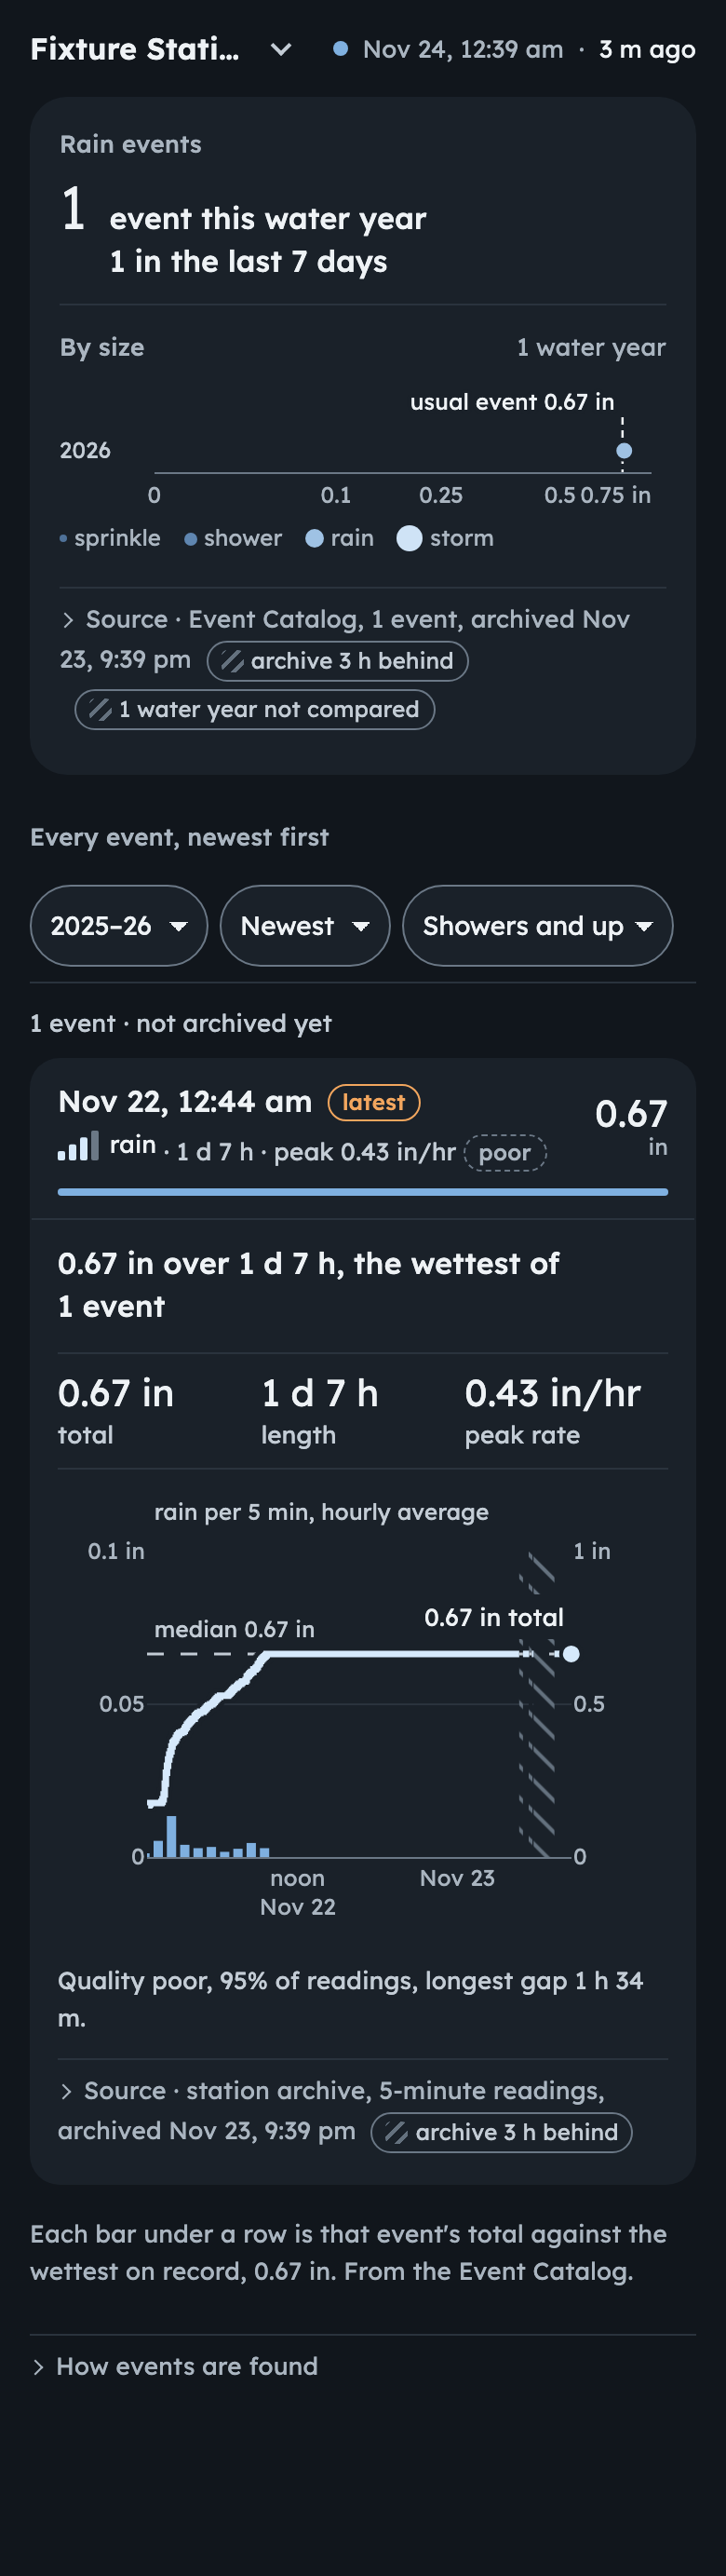 Fixture Stati... Nov 24, 12:39 am · 3 m ago
Rain events
1 event this water year
1 in the last 7 days
By size 1 water year
usual event 0.67 in
2026
0 0.1 0.25 0.5 0.75 in
sprinkle shower rain storm
Source · Event Catalog, 1 event, archived Nov
23, 9:39 pm archive 3 h behind
1 water year not compared
Every event, newest first
2025–26 Newest Showers and up
1 event · not archived yet
Nov 22, 12:44 am latest 0.67
rain · 1 d 7 h · peak 0.43 in/hr poor in
0.67 in over 1 d 7 h, the wettest of
1 event
0.67 in 1 d 7 h 0.43 in/hr
total length peak rate
rain per 5 min, hourly average
0.1 in 1 in
0.67 in total
median 0.67 in
0.05 0.5
0 0
noon Nov 23
Nov 22
Quality poor, 95% of readings, longest gap 1 h 34
m.
Source · station archive, 5-minute readings,
archived Nov 23, 9:39 pm archive 3 h behind
Each bar under a row is that event's total against the
wettest on record, 0.67 in. From the Event Catalog.
How events are found